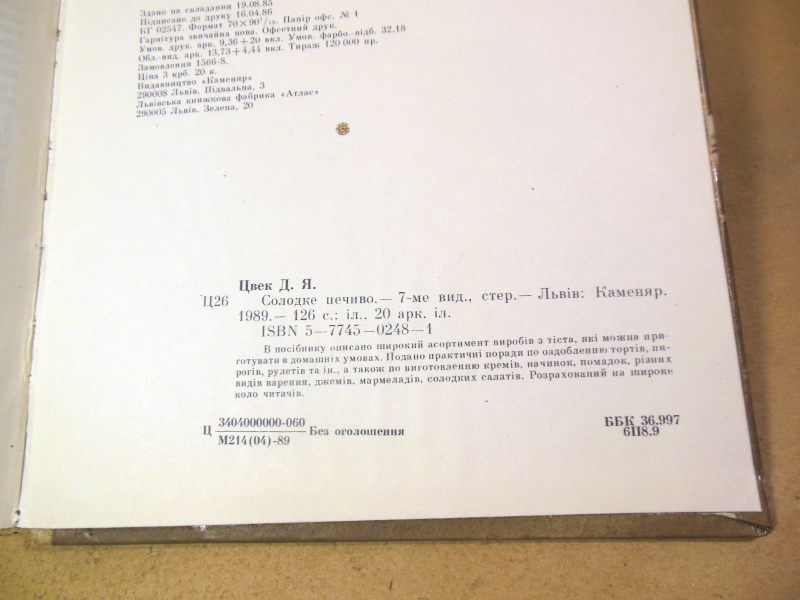 Здано на складання 19.08.85
Підписано до друку 16.04.86
БГ 02547. Формат 70×90¹/₁₆. Папір офс. № 1
Гарнітура звичайна нова. Офсетний друк.
Умов. друк. арк. 9,36+20 вкл. Умов. фарбо.-відб. 32,18
Обл.-вид. арк. 13,73+4,44 вкл. Тираж 120 000 пр.
Замовлення 1566-8.
Ціна 3 крб. 20 к.
Видавництво «Каменяр»
290008 Львів, Підвальна, 3
Львівська книжкова фабрика «Атлас»
290005 Львів, Зелена, 20
Цвек Д. Я.
Ц26 Солодке печиво.— 7-ме вид., стер.— Львів: Каменяр.
1989.— 126 с.: іл., 20 арк. іл.
ISBN 5—7745—0248—1
В посібнику описано широкий асортимент виробів з тіста, які можна при-
готувати в домашніх умовах. Подано практичні поради по оздобленню тортів, пи-
рогів, рулетів та ін., а також по виготовленню кремів, начинок, помадок, різних
видів варення, джемів, мармеладів, солодких салатів. Розрахований на широке
коло читачів.
Ц 3404000000-060
М214(04)-89 Без оголошення
ББК 36.997
6П8.9